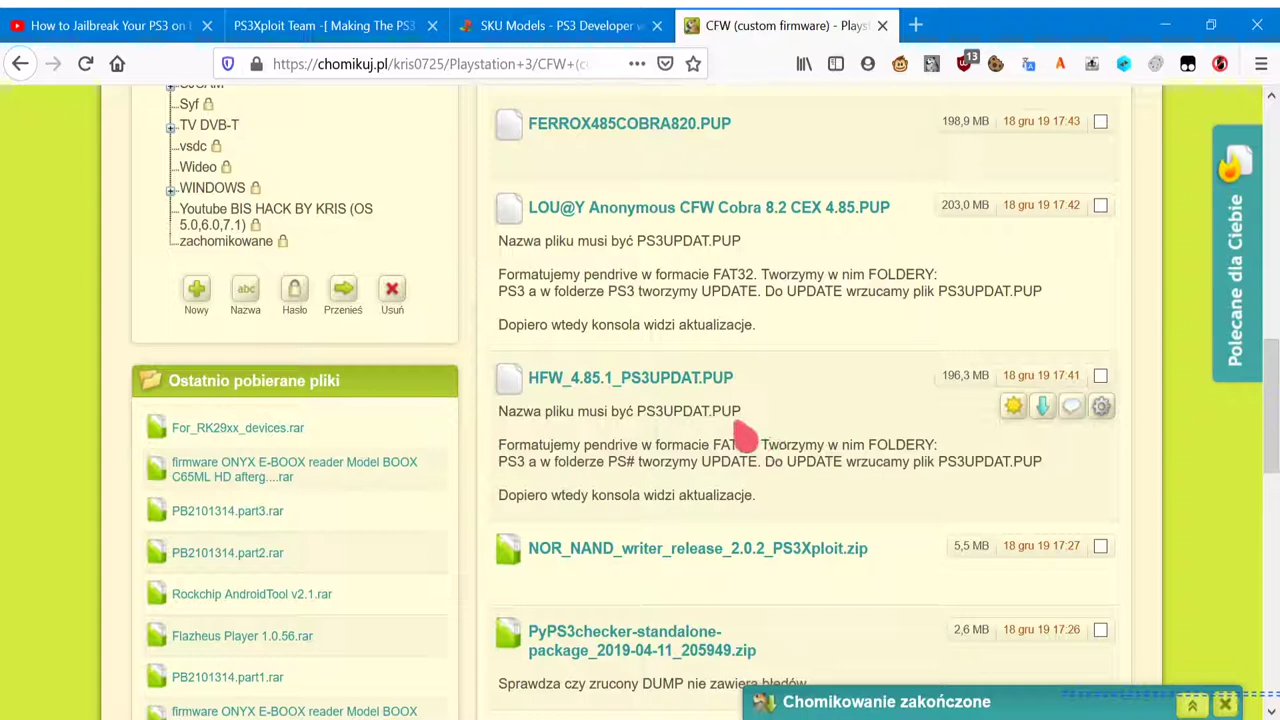 How to Jailbreak Your PS3 on
PS3Xploit Team -[ Making The PS3
SKU Models - PS3 Developer w
CFW (custom firmware) - Playst
https://chomikuj.pl/kris0725/Playstation+3/CFW+(c
13
Syf
TV DVB-T
vsdc
Wideo
WINDOWS
Youtube BIS HACK BY KRIS (OS
5.0,6.0,7.1)
zachomikowane
abc
Nowy
Nazwa
Hasło
Przenieś
Usuń
Ostatnio pobierane pliki
For_RK29xx_devices.rar
firmware ONYX E-BOOX reader Model BOOX
C65ML HD afterg....rar
PB2101314.part3.rar
PB2101314.part2.rar
Rockchip AndroidTool v2.1.rar
Flazheus Player 1.0.56.rar
PB2101314.part1.rar
firmware ONYX E-BOOX reader Model BOOX
FERROX485COBRA820.PUP
198,9 MB
18 gru 19 17:43
LOU@Y Anonymous CFW Cobra 8.2 CEX 4.85.PUP
203,0 MB
18 gru 19 17:42
Nazwa pliku musi być PS3UPDAT.PUP
Formatujemy pendrive w formacie FAT32. Tworzymy w nim FOLDERY:
PS3 a w folderze PS3 tworzymy UPDATE. Do UPDATE wrzucamy plik PS3UPDAT.PUP
Dopiero wtedy konsola widzi aktualizacje.
HFW_4.85.1_PS3UPDAT.PUP
196,3 MB
18 gru 19 17:41
Nazwa pliku musi być PS3UPDAT.PUP
Formatujemy pendrive w formacie Tworzymy w nim FOLDERY:
PS3 a w folderze PS# tworzymy UPDATE. Do UPDATE wrzucamy plik PS3UPDAT.PUP
Dopiero wtedy konsola widzi aktualizacje.
NOR_NAND_writer_release_2.0.2_PS3Xploit.zip
5,5 MB
18 gru 19 17:27
PyPS3checker-standalone-
package_2019-04-11_205949.zip
2,6 MB
18 gru 19 17:26
Sprawdza czy zrucony DUMP nie zawiera błędów
Polecane dla Ciebie
Chomikowanie zakończone